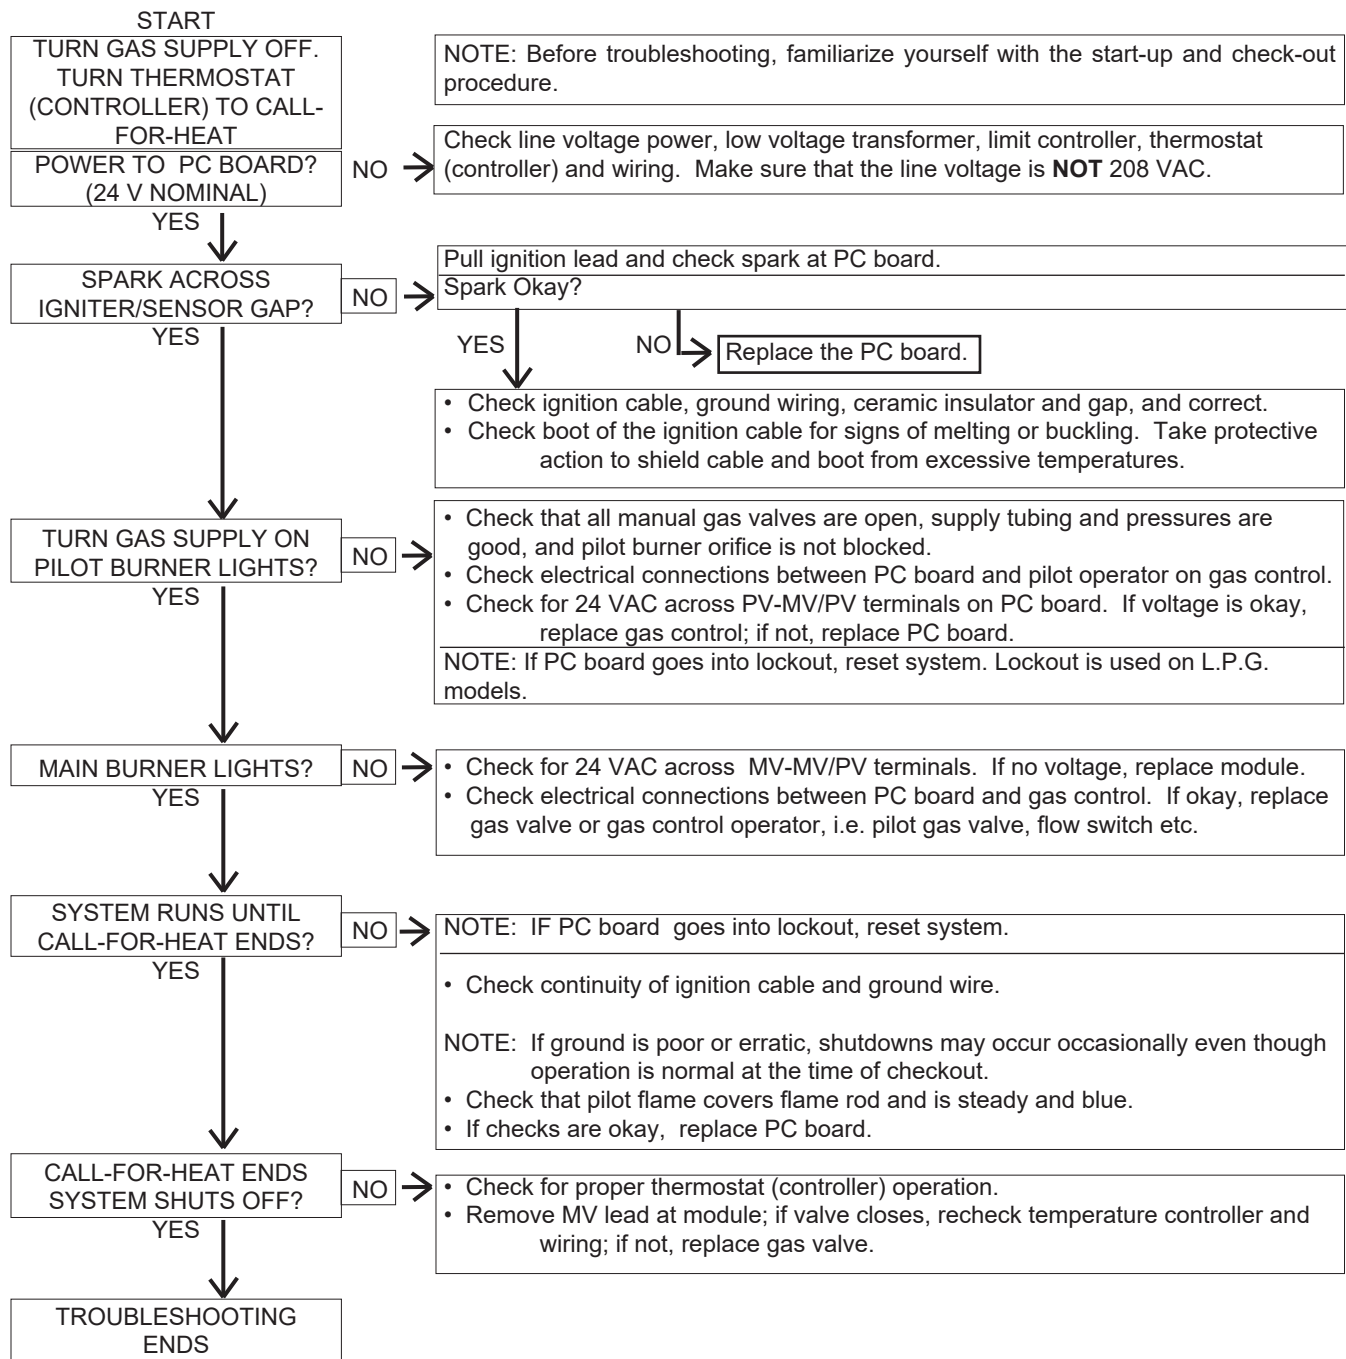 START
TURN GAS SUPPLY OFF.
TURN THERMOSTAT
(CONTROLLER) TO CALL-
FOR-HEAT
NOTE: Before troubleshooting, familiarize yourself with the start-up and check-out
procedure.
POWER TO PC BOARD?
(24 V NOMINAL)
NO
Check line voltage power, low voltage transformer, limit controller, thermostat
(controller) and wiring. Make sure that the line voltage is NOT 208 VAC.
YES
SPARK ACROSS
IGNITER/SENSOR GAP?
NO
Pull ignition lead and check spark at PC board.
Spark Okay?
YES
NO
Replace the PC board.
• Check ignition cable, ground wiring, ceramic insulator and gap, and correct.
• Check boot of the ignition cable for signs of melting or buckling. Take protective
action to shield cable and boot from excessive temperatures.
YES
TURN GAS SUPPLY ON
PILOT BURNER LIGHTS?
NO
• Check that all manual gas valves are open, supply tubing and pressures are
good, and pilot burner orifice is not blocked.
• Check electrical connections between PC board and pilot operator on gas control.
• Check for 24 VAC across PV-MV/PV terminals on PC board. If voltage is okay,
replace gas control; if not, replace PC board.
NOTE: If PC board goes into lockout, reset system. Lockout is used on L.P.G.
models.
YES
MAIN BURNER LIGHTS?
NO
• Check for 24 VAC across MV-MV/PV terminals. If no voltage, replace module.
• Check electrical connections between PC board and gas control. If okay, replace
gas valve or gas control operator, i.e. pilot gas valve, flow switch etc.
YES
SYSTEM RUNS UNTIL
CALL-FOR-HEAT ENDS?
NO
NOTE: IF PC board goes into lockout, reset system.
• Check continuity of ignition cable and ground wire.
NOTE: If ground is poor or erratic, shutdowns may occur occasionally even though
operation is normal at the time of checkout.
• Check that pilot flame covers flame rod and is steady and blue.
• If checks are okay, replace PC board.
YES
CALL-FOR-HEAT ENDS
SYSTEM SHUTS OFF?
NO
• Check for proper thermostat (controller) operation.
• Remove MV lead at module; if valve closes, recheck temperature controller and
wiring; if not, replace gas valve.
YES
TROUBLESHOOTING
ENDS